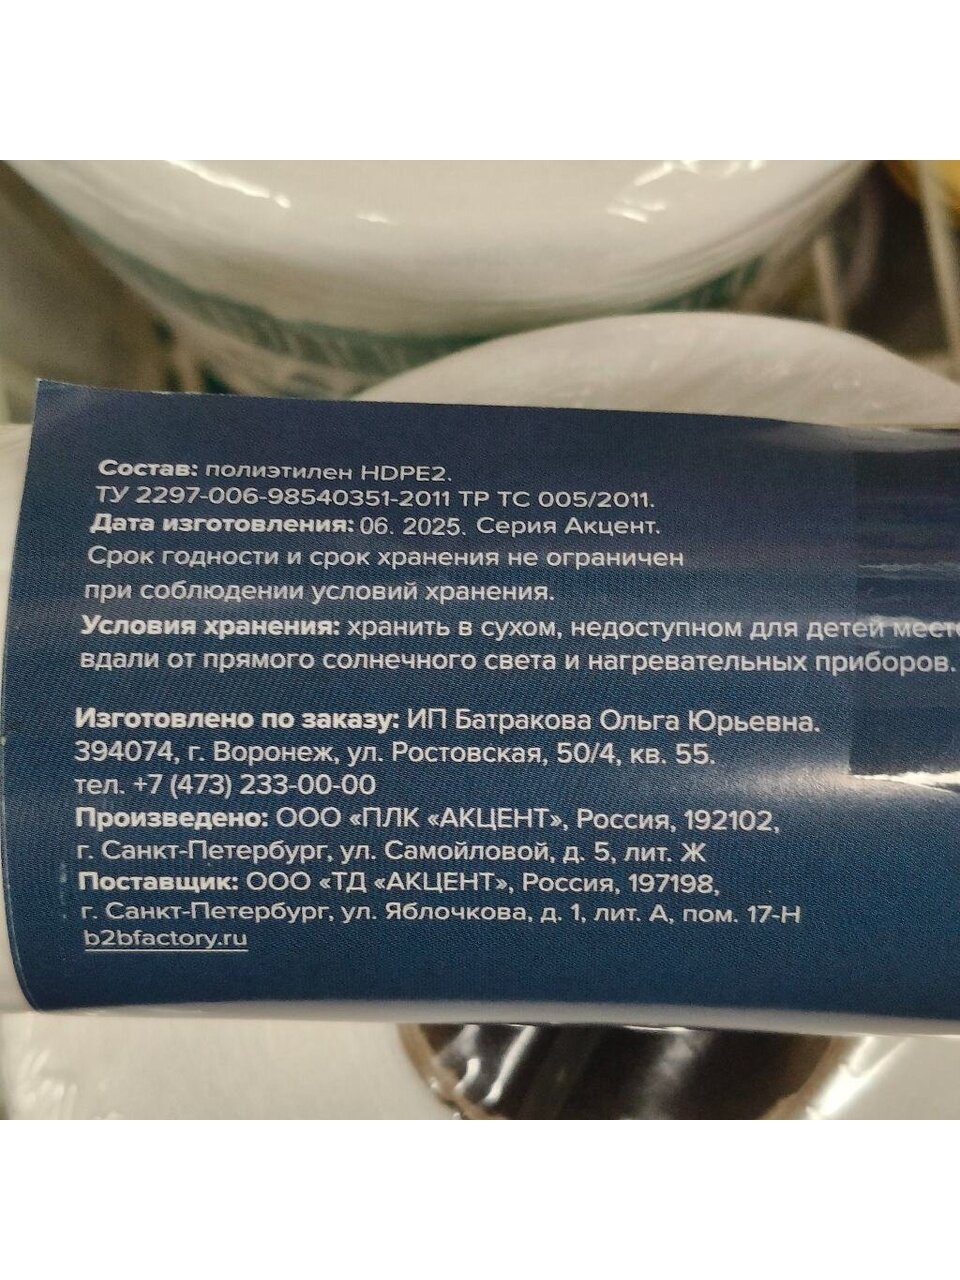 Состав: полиэтилен HDPE2.
ТУ 2297-006-98540351-2011 ТР ТС 005/2011.
Дата изготовления: 06. 2025. Серия Акцент.
Срок годности и срок хранения не ограничен
при соблюдении условий хранения.
Условия хранения: хранить в сухом, недоступном для детей месте
вдали от прямого солнечного света и нагревательных приборов.
Изготовлено по заказу: ИП Батракова Ольга Юрьевна.
394074, г. Воронеж, ул. Ростовская, 50/4, кв. 55.
тел. +7 (473) 233-00-00
Произведено: ООО «ПЛК «АКЦЕНТ», Россия, 192102,
г. Санкт-Петербург, ул. Самойловой, д. 5, лит. Ж
Поставщик: ООО «ТД «АКЦЕНТ», Россия, 197198,
г. Санкт-Петербург, ул. Яблочкова, д. 1, лит. А, пом. 17-Н
b2bfactory.ru